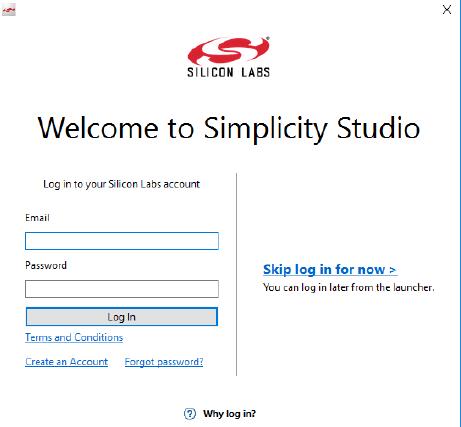 SILICON LABS
Welcome to Simplicity Studio
Log in to your Silicon Labs account
Email
Password
Log In
Terms and Conditions
Create an Account Forgot password?
Skip log in for now >
You can log in later from the launcher.
? Why log in?